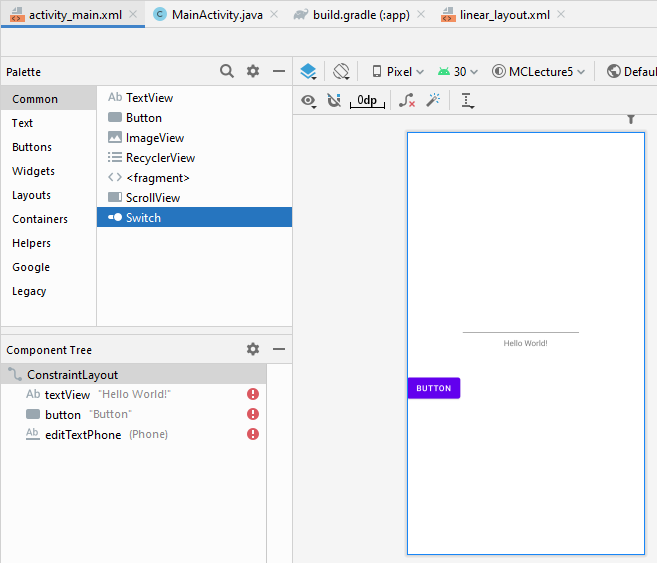 activity_main.xml MainActivity.java build.gradle (:app) linear_layout.xml
Palette
Common
Text
Buttons
Widgets
Layouts
Containers
Helpers
Google
Legacy
Ab TextView
Button
ImageView
RecyclerView
<> <fragment>
ScrollView
Switch
Pixel 30 MCLecture5 Defau
0dp
Hello World!
BUTTON
Component Tree
ConstraintLayout
Ab textView "Hello World!"
button "Button"
Ab editTextPhone (Phone)